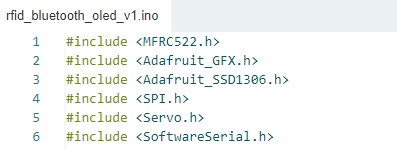 rfid_bluetooth_oled_v1.ino
1 #include <MFRC522.h>
2 #include <Adafruit_GFX.h>
3 #include <Adafruit_SSD1306.h>
4 #include <SPI.h>
5 #include <Servo.h>
6 #include <SoftwareSerial.h>